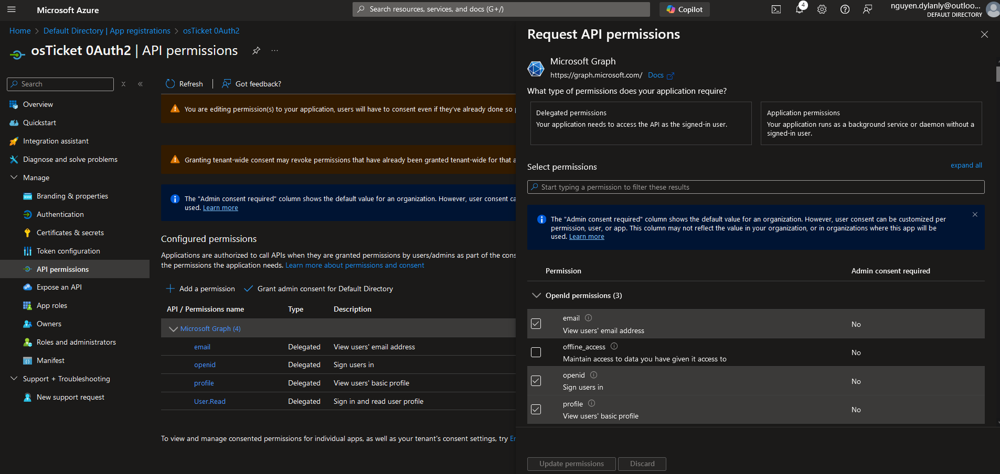 Microsoft Azure
Search resources, services, and docs (G+/)
Copilot
4
nguyen.dylanly@outloo...
DEFAULT DIRECTORY
Home > Default Directory | App registrations > osTicket 0Auth2
osTicket 0Auth2 | API permissions
Search
Overview
Quickstart
Integration assistant
Diagnose and solve problems
Manage
Branding & properties
Authentication
Certificates & secrets
Token configuration
API permissions
Expose an API
App roles
Owners
Roles and administrators
Manifest
Support + Troubleshooting
New support request
Refresh
Got feedback?
You are editing permission(s) to your application, users will have to consent even if they've already done so
Granting tenant-wide consent may revoke permissions that have already been granted tenant-wide for that
The "Admin consent required" column shows the default value for an organization. However, user consent
used. Learn more
Configured permissions
Applications are authorized to call APIs when they are granted permissions by users/admins as part of the
the permissions the application needs. Learn more about permissions and consent
Add a permission
Grant admin consent for Default Directory
API / Permissions name Type Description
Microsoft Graph (4)
email Delegated View users' email address
openid Delegated Sign users in
profile Delegated View users' basic profile
User.Read Delegated Sign in and read user profile
To view and manage consented permissions for individual apps, as well as your tenant's consent settings, try
Request API permissions
Microsoft Graph
https://graph.microsoft.com/ Docs
What type of permissions does your application require?
Delegated permissions
Your application needs to access the API as the signed-in user.
Application permissions
Your application runs as a background service or daemon without a
signed-in user.
Select permissions
expand all
Start typing a permission to filter these results
The "Admin consent required" column shows the default value for an organization. However, user consent can be customized per
permission, user, or app. This column may not reflect the value in your organization, or in organizations where this app will be
used. Learn more
Permission Admin consent required
OpenId permissions (3)
email
View users' email address
No
offline_access
Maintain access to data you have given it access to
No
openid
Sign users in
No
profile
View users' basic profile
No
Update permissions
Discard